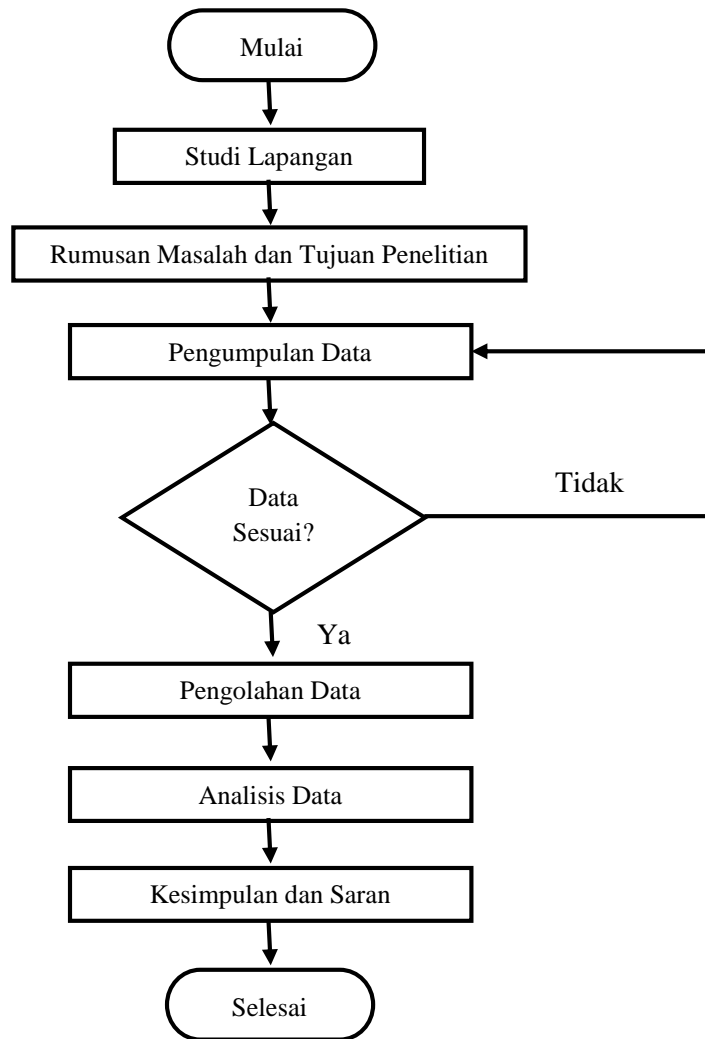 Mulai
Studi Lapangan
Rumusan Masalah dan Tujuan Penelitian
Pengumpulan Data
Data
Sesuai?
Tidak
Ya
Pengolahan Data
Analisis Data
Kesimpulan dan Saran
Selesai